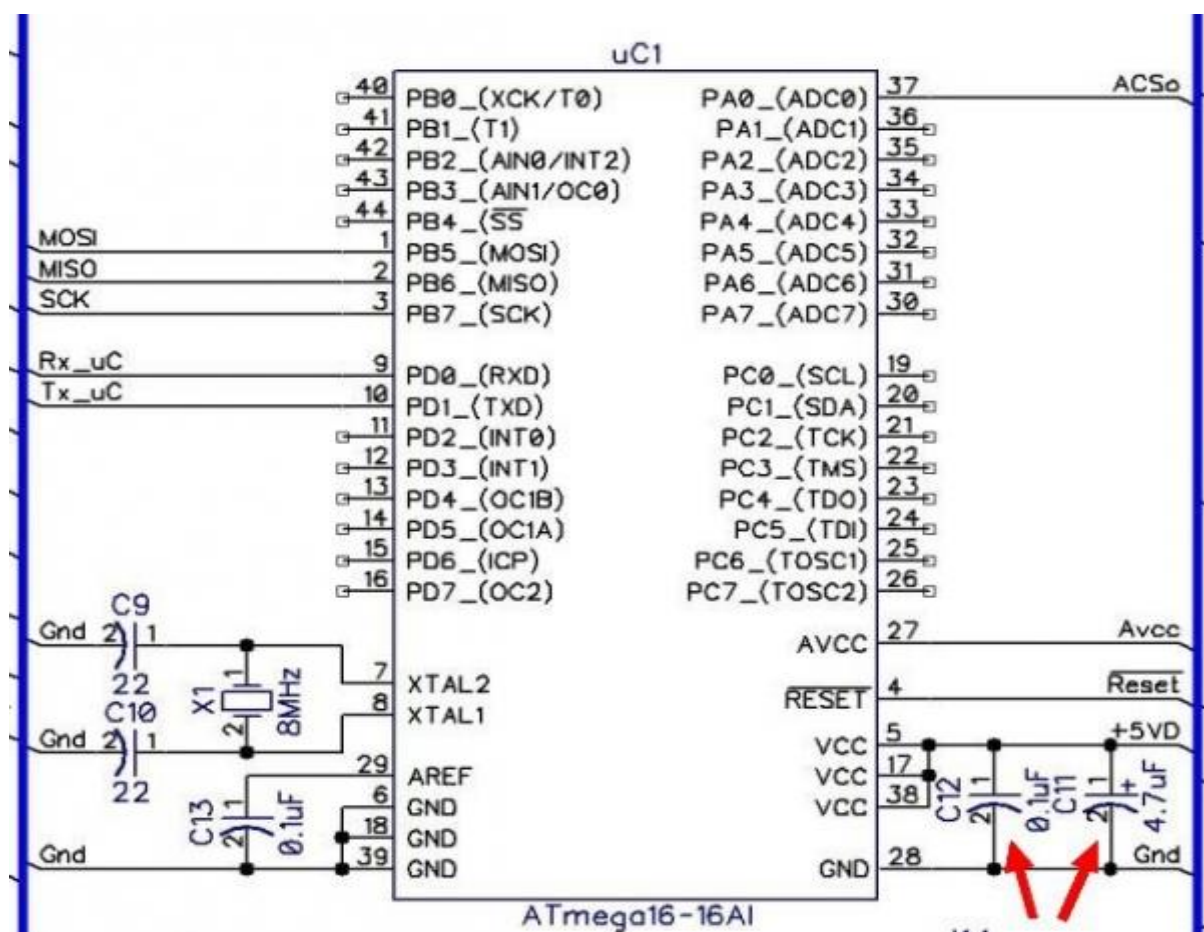 uC1
40 PB0_(XCK/T0) PA0_(ADC0) 37 ACSo
41 PB1_(T1) PA1_(ADC1) 36
42 PB2_(AIN0/INT2) PA2_(ADC2) 35
43 PB3_(AIN1/OC0) PA3_(ADC3) 34
44 PB4_(SS PA4_(ADC4) 33
MOSI 1 PB5_(MOSI) PA5_(ADC5) 32
MISO 2 PB6_(MISO) PA6_(ADC6) 31
SCK 3 PB7_(SCK) PA7_(ADC7) 30
Rx_uC 9 PD0_(RXD) PC0_(SCL) 19
Tx_uC 10 PD1_(TXD) PC1_(SDA) 20
11 PD2_(INT0) PC2_(TCK) 21
12 PD3_(INT1) PC3_(TMS) 22
13 PD4_(OC1B) PC4_(TDO) 23
14 PD5_(OC1A) PC5_(TDI) 24
15 PD6_(ICP) PC6_(TOSC1) 25
16 PD7_(OC2) PC7_(TOSC2) 26
C9
Gnd 2 1 AVCC 27 Avcc
22 7 XTAL2 RESET 4 Reset
X1 1 2 8MHz
C10 8 XTAL1
Gnd 2 1 VCC 5 +5VD
22 29 AREF VCC 17
C13 1 2 0.1uF 6 GND VCC 38
C12 1 2 0.1uF C11 1 2 + 4.7uF
18 GND
Gnd 39 GND GND 28 Gnd
ATmega16-16AI